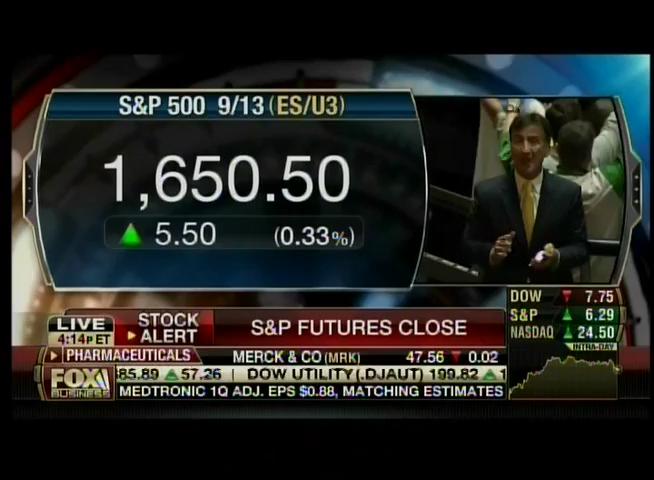 S&P 500 9/13 (ES/U3)
1,650.50
▲ 5.50 (0.33%)
DOW ▼ 7.75
S&P ▲ 6.29
NASDAQ ▲ 24.50
INTRA-DAY
LIVE
4:14P ET
STOCK
▶ALERT
S&P FUTURES CLOSE
PHARMACEUTICALS
MERCK & CO (MRK) 47.56 ▼ 0.02
85.89 ▲ 57.26 | DOW UTILITY (.DJAUT) 199.82 ▲ 1
FOX
BUSINESS
MEDTRONIC 1Q ADJ. EPS $0.88, MATCHING ESTIMATES